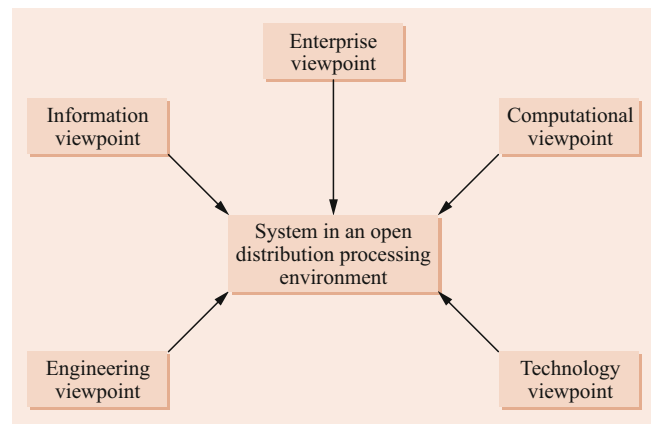 Enterprise
viewpoint
Information
viewpoint
Computational
viewpoint
System in an open
distribution processing
environment
Engineering
viewpoint
Technology
viewpoint